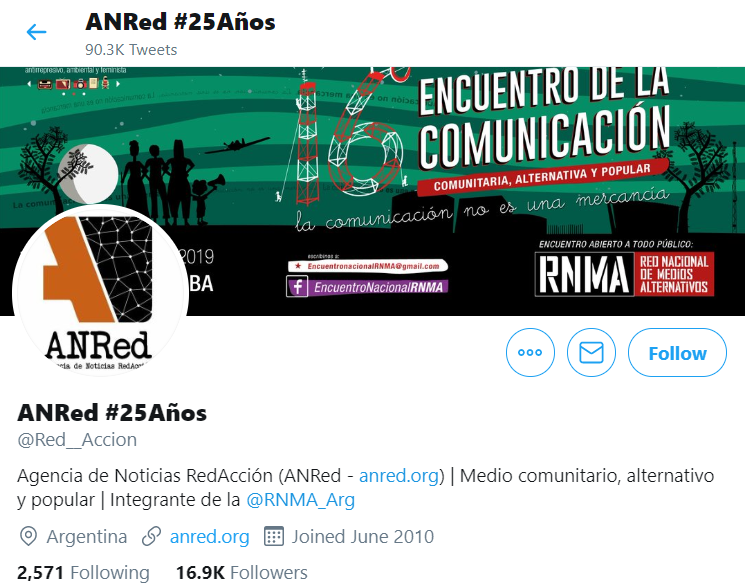 ANRed #25Años
90.3K Tweets
antirrepresivo, ambiental y feminista
16
ENCUENTRO DE LA
COMUNICACIÓN
COMUNITARIA, ALTERNATIVA Y POPULAR
la comunicación no es una mercancía
2019
BA
escribinos a:
EncuentronacionalRNMA@gmail.com
f EncuentroNacionalRNMA
ENCUENTRO ABIERTO A TODO PÚBLICO:
RNMA RED NACIONAL
DE MEDIOS
ALTERNATIVOS
ANRed
cia de Noticias RedAcci
Follow
ANRed #25Años
@Red__Accion
Agencia de Noticias RedAcción (ANRed - anred.org) | Medio comunitario, alternativo
y popular | Integrante de la @RNMA_Arg
Argentina anred.org Joined June 2010
2,571 Following 16.9K Followers